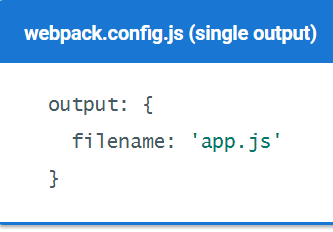 webpack.config.js (single output)
output: {
  filename: 'app.js'
}